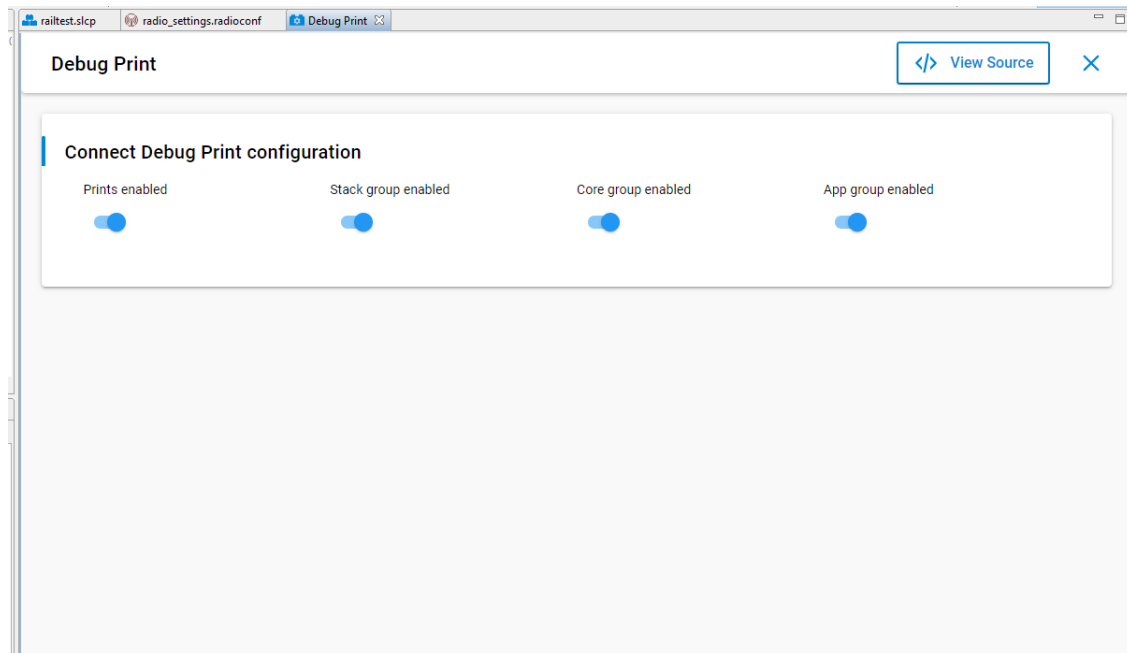 railtest.slcp radio_settings.radioconf Debug Print
Debug Print
</> View Source
Connect Debug Print configuration
Prints enabled Stack group enabled Core group enabled App group enabled